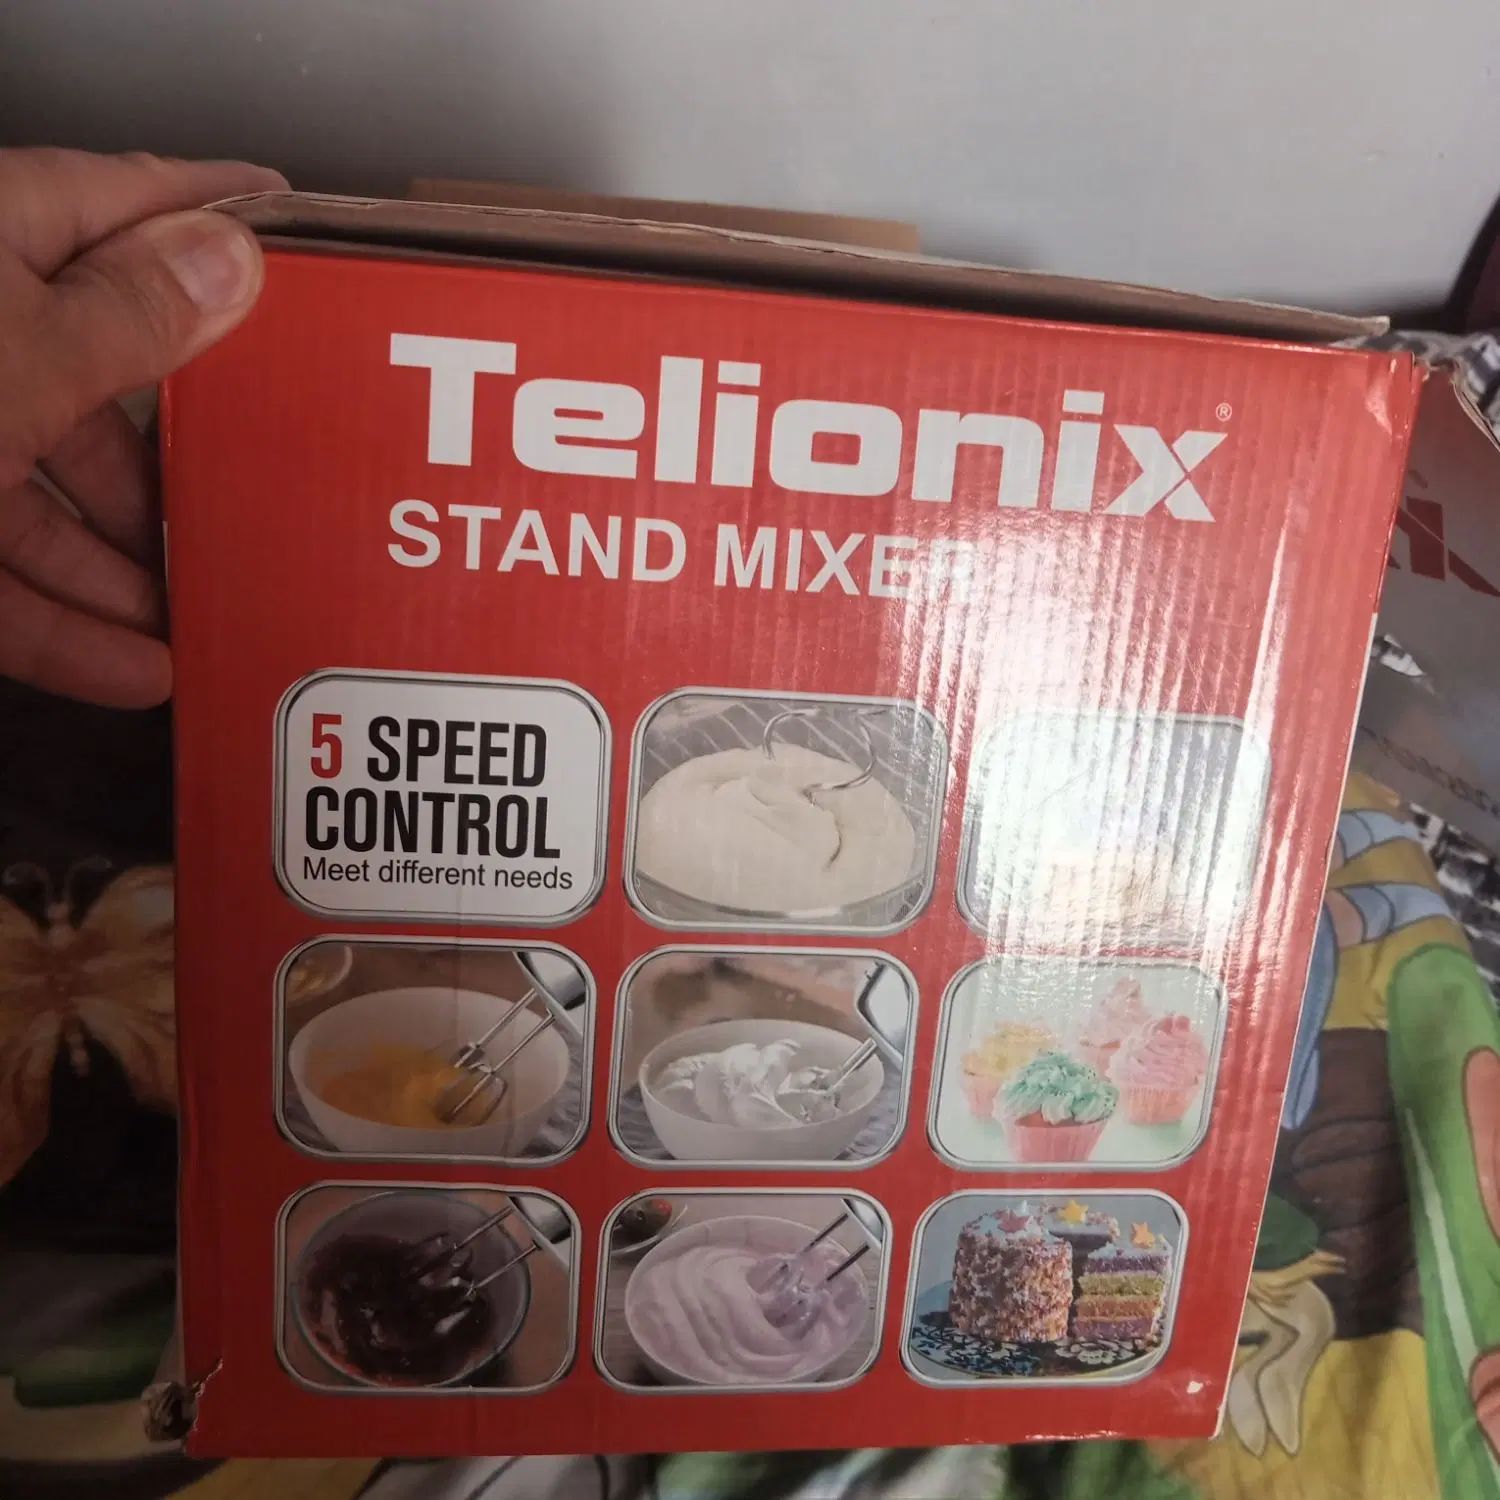 Telionix®
STAND MIXER
5 SPEED
CONTROL
Meet different needs